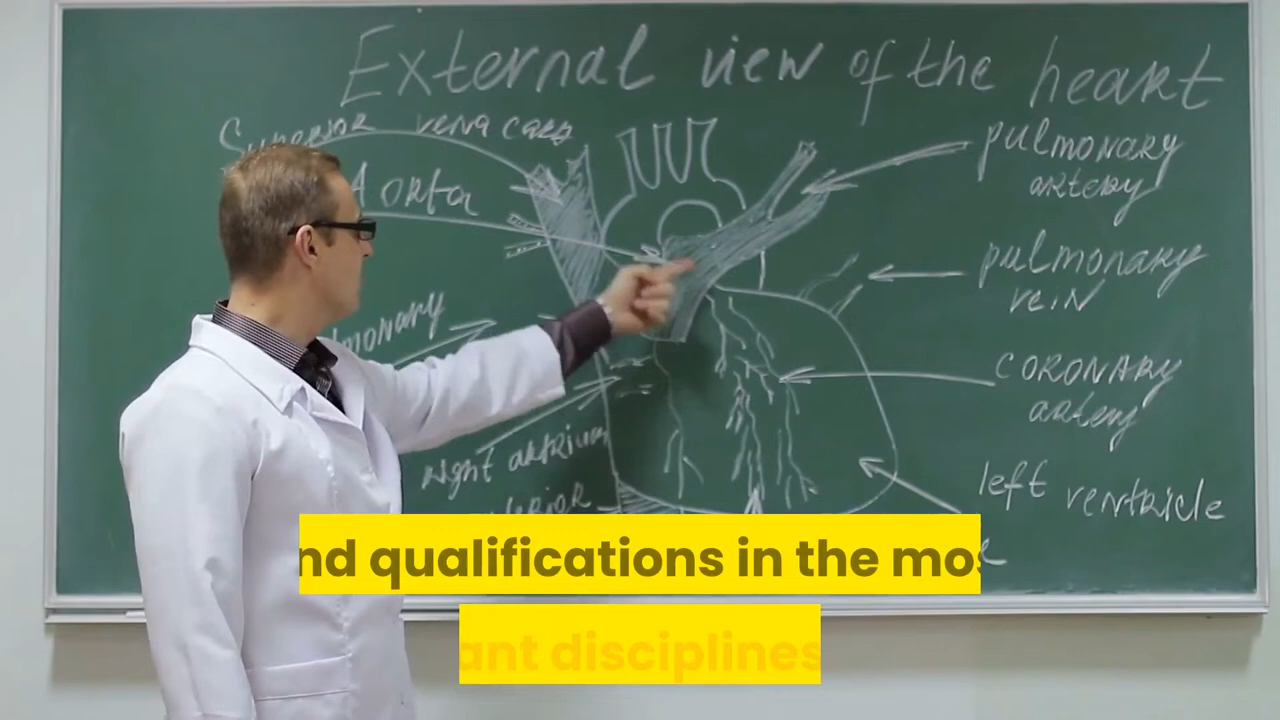 External view of the heart
Superior vena cava
Aorta
pulmonary
artery
pulmonary
vein
coronary
artery
right atrium
left ventricle
nd qualifications in the mos
ant disciplines